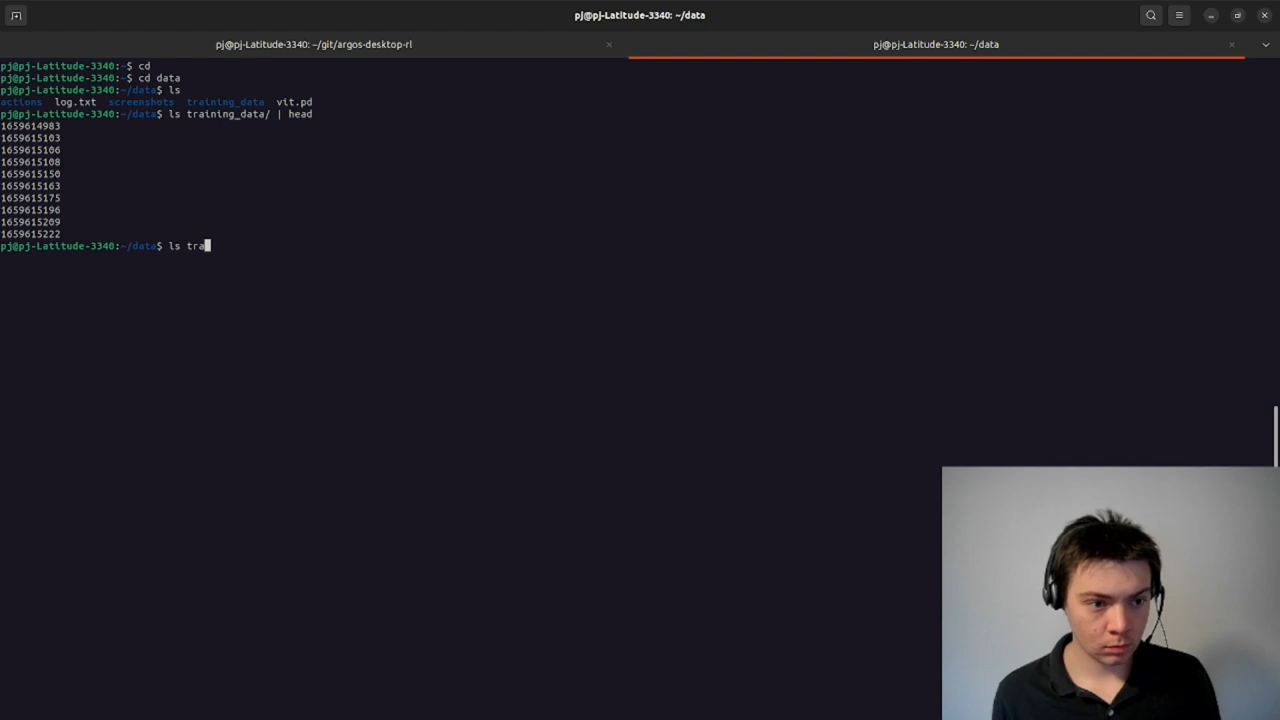 pj@pj-Latitude-3340: ~/data
pj@pj-Latitude-3340: ~/git/argos-desktop-rl
pj@pj-Latitude-3340: ~/data
pj@pj-Latitude-3340:~$ cd
pj@pj-Latitude-3340:~$ cd data
pj@pj-Latitude-3340:~/data$ ls
actions log.txt screenshots training_data vit.pd
pj@pj-Latitude-3340:~/data$ ls training_data/ | head
1659614983
1659615103
1659615106
1659615108
1659615150
1659615163
1659615175
1659615196
1659615209
1659615222
pj@pj-Latitude-3340:~/data$ ls tra